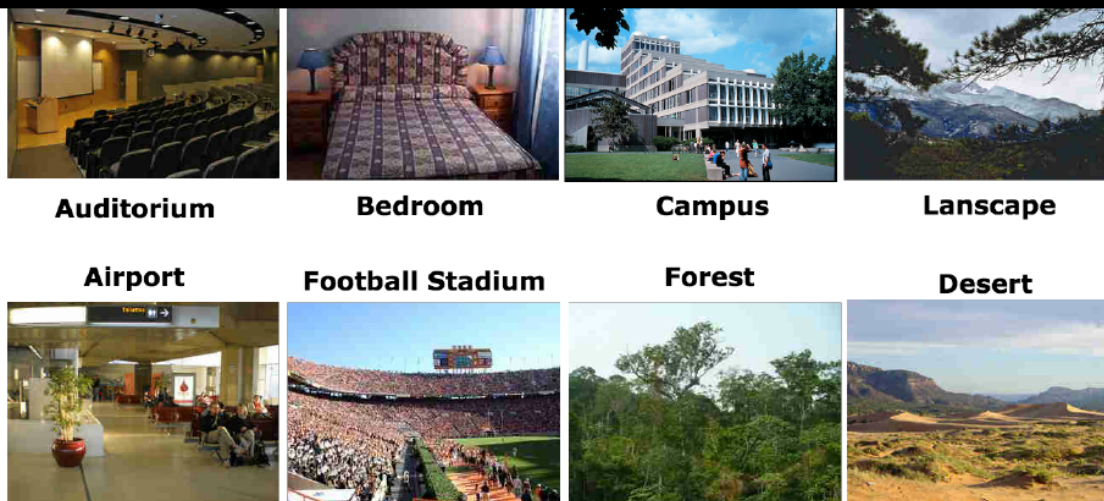 Auditorium
Bedroom
Campus
Lanscape
Airport
Football Stadium
Forest
Desert